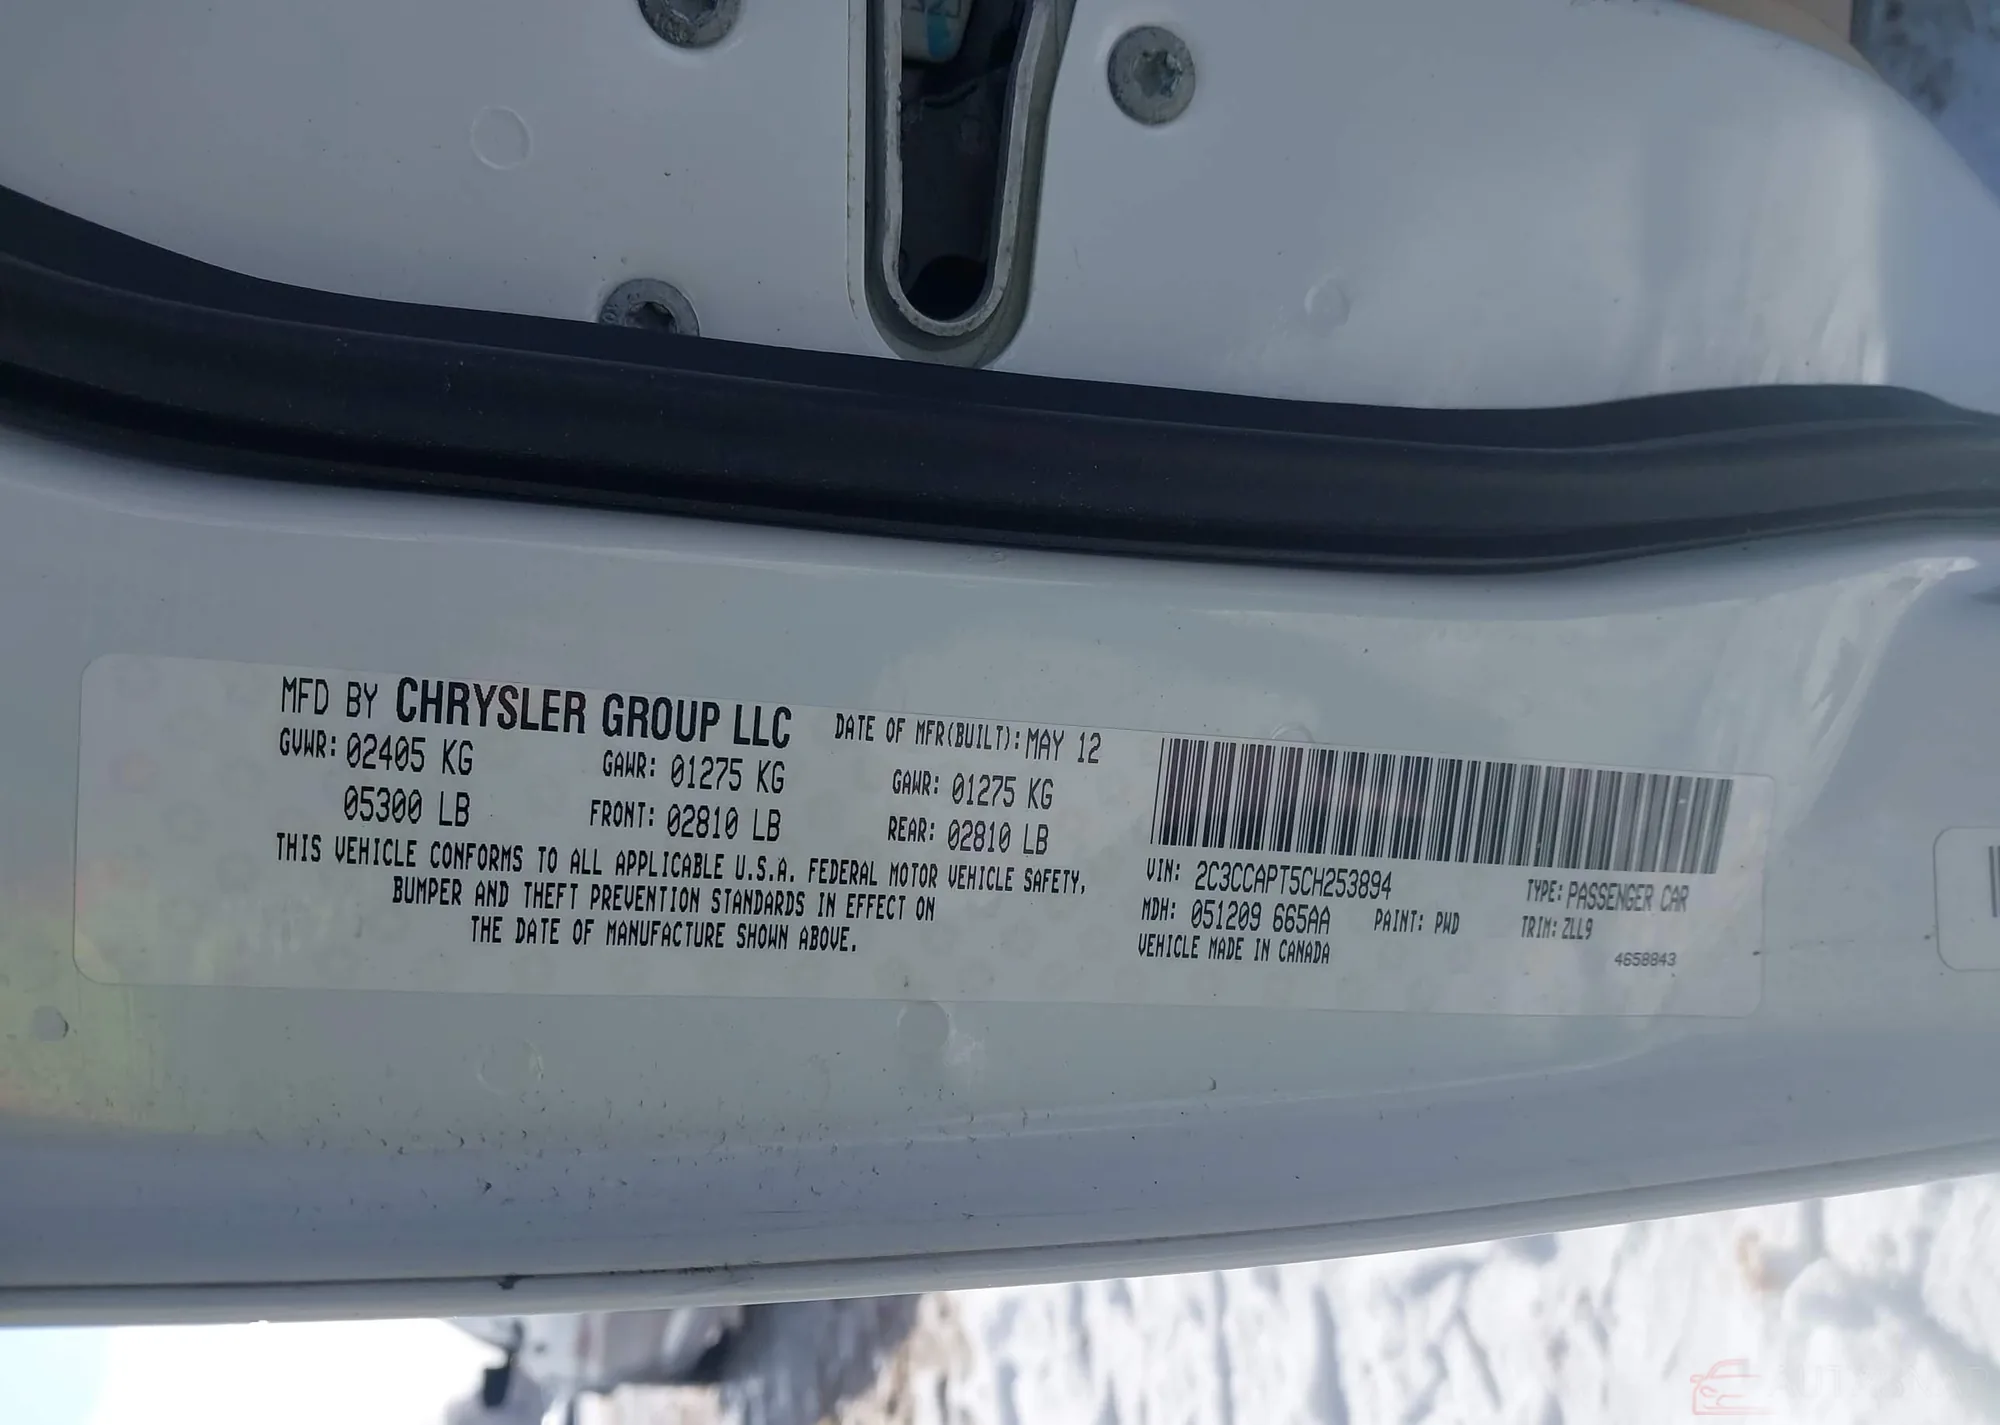 MFD BY CHRYSLER GROUP LLC DATE OF MFR(BUILT): MAY 12
GVWR: 02405 KG GAWR: 01275 KG GAWR: 01275 KG
05300 LB FRONT: 02810 LB REAR: 02810 LB
THIS VEHICLE CONFORMS TO ALL APPLICABLE U.S.A. FEDERAL MOTOR VEHICLE SAFETY,
BUMPER AND THEFT PREVENTION STANDARDS IN EFFECT ON
THE DATE OF MANUFACTURE SHOWN ABOVE.
VIN: 2C3CCAPT5CH253894 TYPE: PASSENGER CAR
MDH: 051209 665AA PAINT: PWD TRIM: ZLL9
VEHICLE MADE IN CANADA 4658843